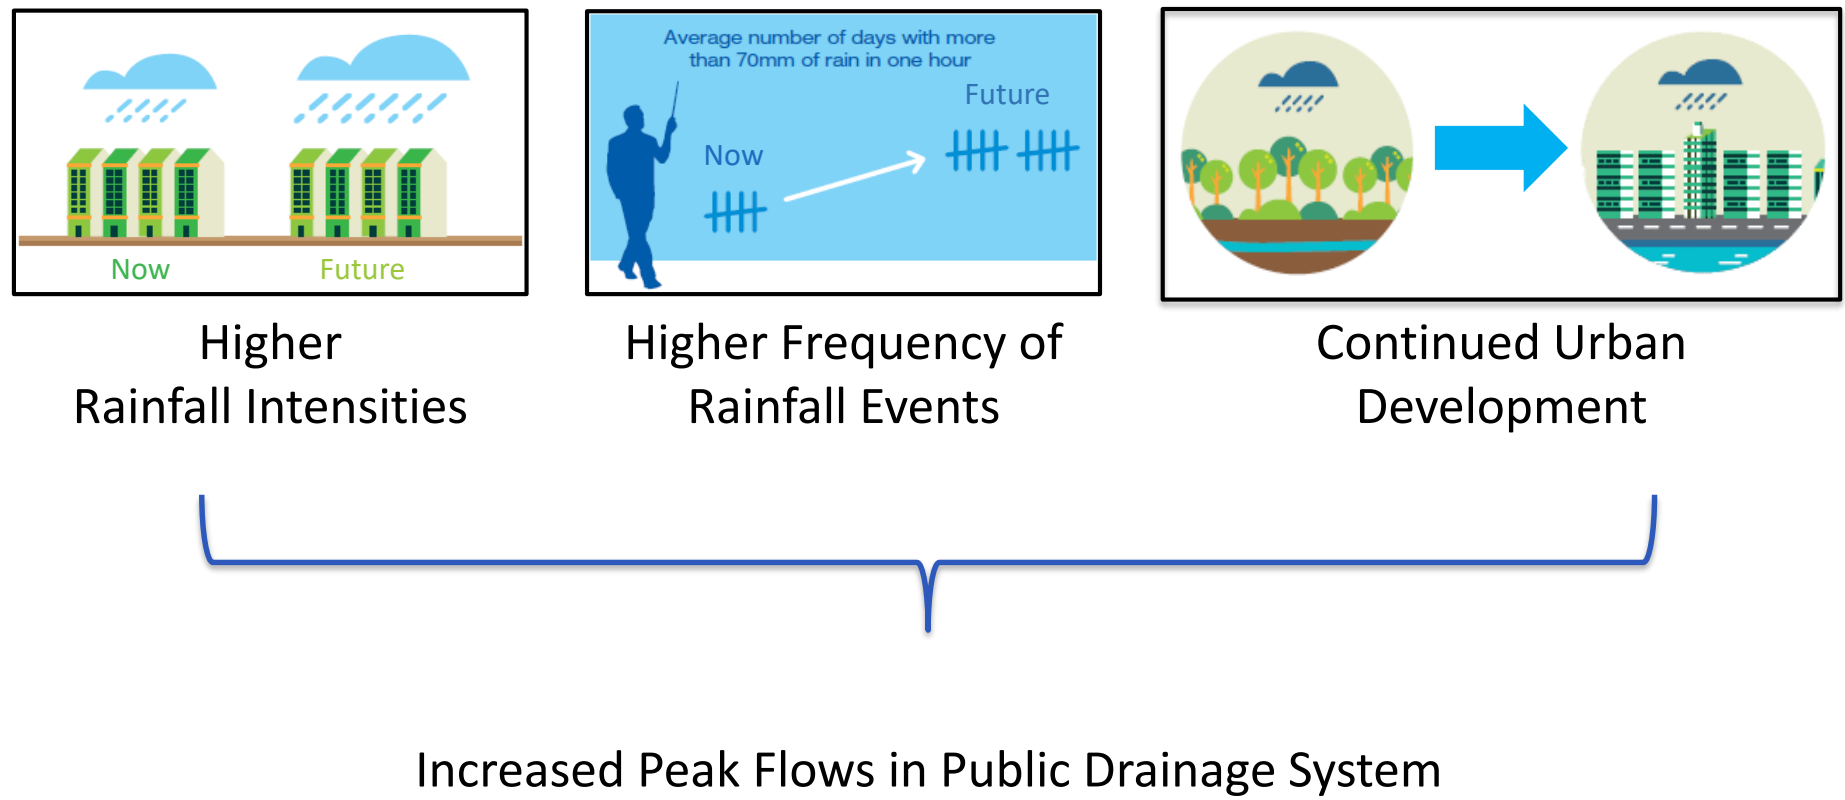 Now
Future
Higher
Rainfall Intensities
Average number of days with more
than 70mm of rain in one hour
Now
Future
Higher Frequency of
Rainfall Events
Continued Urban
Development
Increased Peak Flows in Public Drainage System